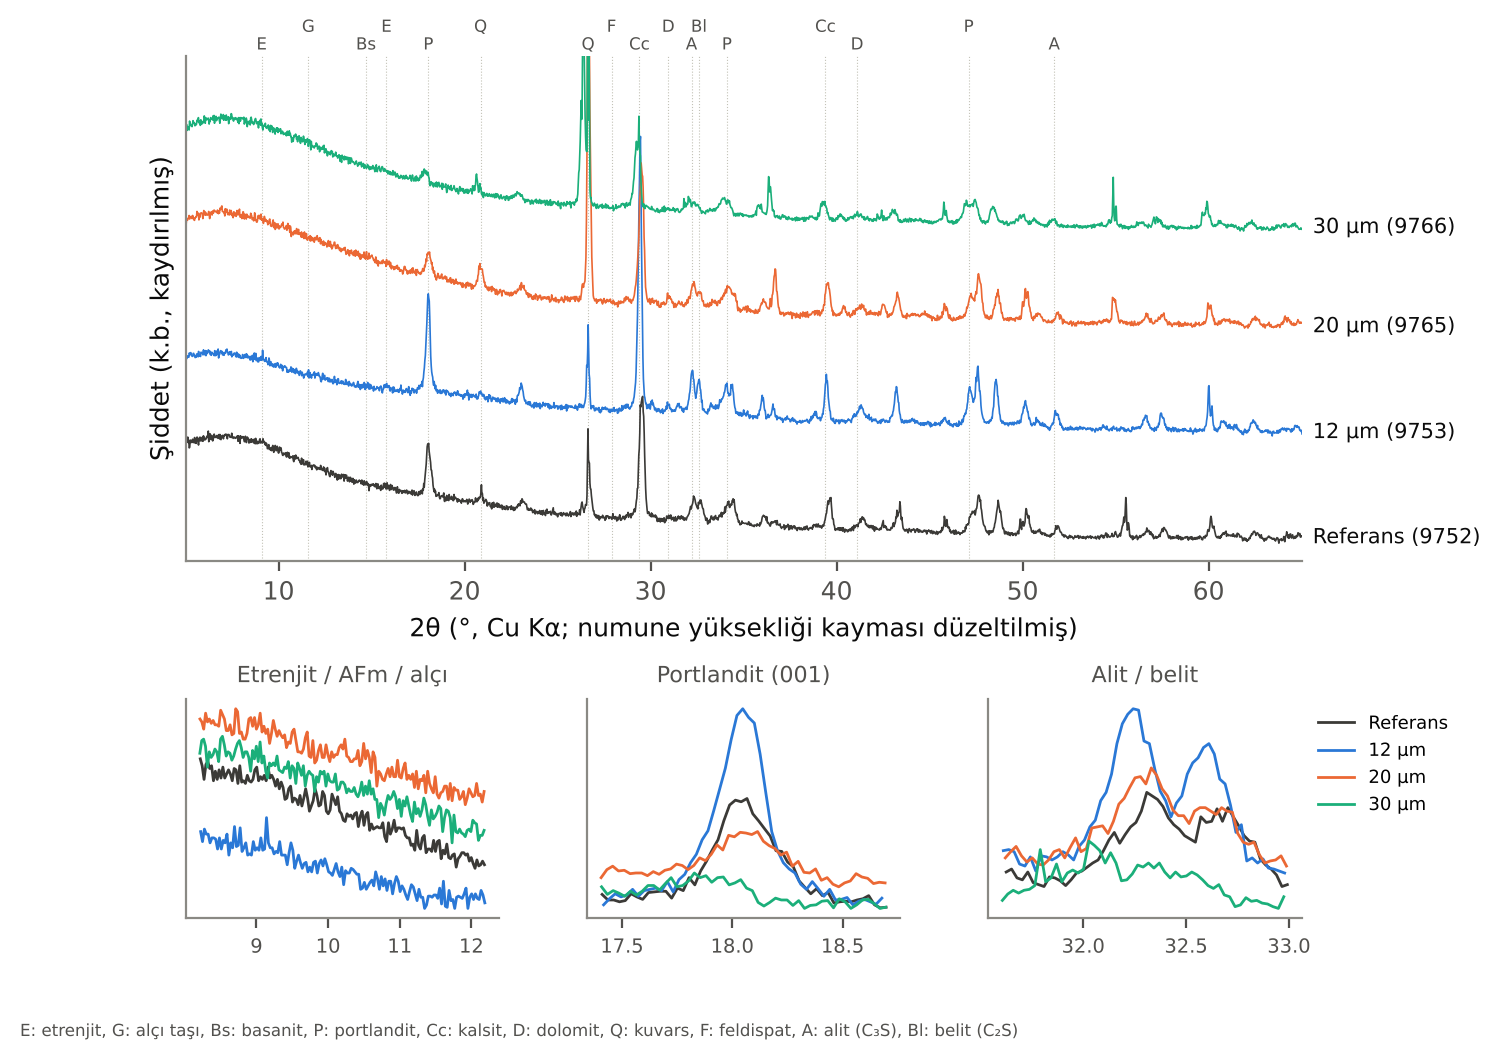 G E Q F D Bl Cc P
E Bs P Q Cc A P D A
Şiddet (k.b., kaydırılmış)
30 µm (9766)
20 µm (9765)
12 µm (9753)
Referans (9752)
10 20 30 40 50 60
2θ (°, Cu Kα; numune yüksekliği kayması düzeltilmiş)
Etrenjit / AFm / alçı
Portlandit (001)
Alit / belit
Referans
12 µm
20 µm
30 µm
9 10 11 12
17.5 18.0 18.5
32.0 32.5 33.0
E: etrenjit, G: alçı taşı, Bs: basanit, P: portlandit, Cc: kalsit, D: dolomit, Q: kuvars, F: feldispat, A: alit (C₃S), Bl: belit (C₂S)